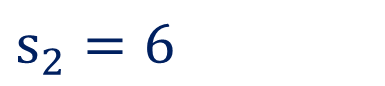 s₂ = 6